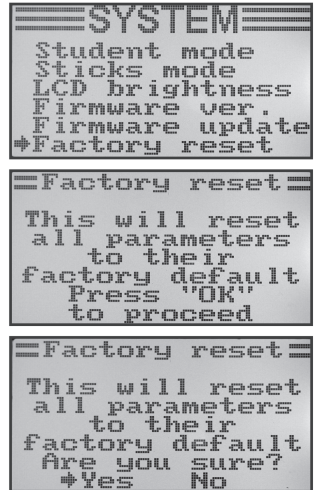 SYSTEM
Student mode
Sticks mode
LCD brightness
Firmware ver.
Firmware update
Factory reset
Factory reset
This will reset
all parameters
to their
factory default
Press "OK"
to proceed
Factory reset
This will reset
all parameters
to their
factory default
Are you sure?
Yes No